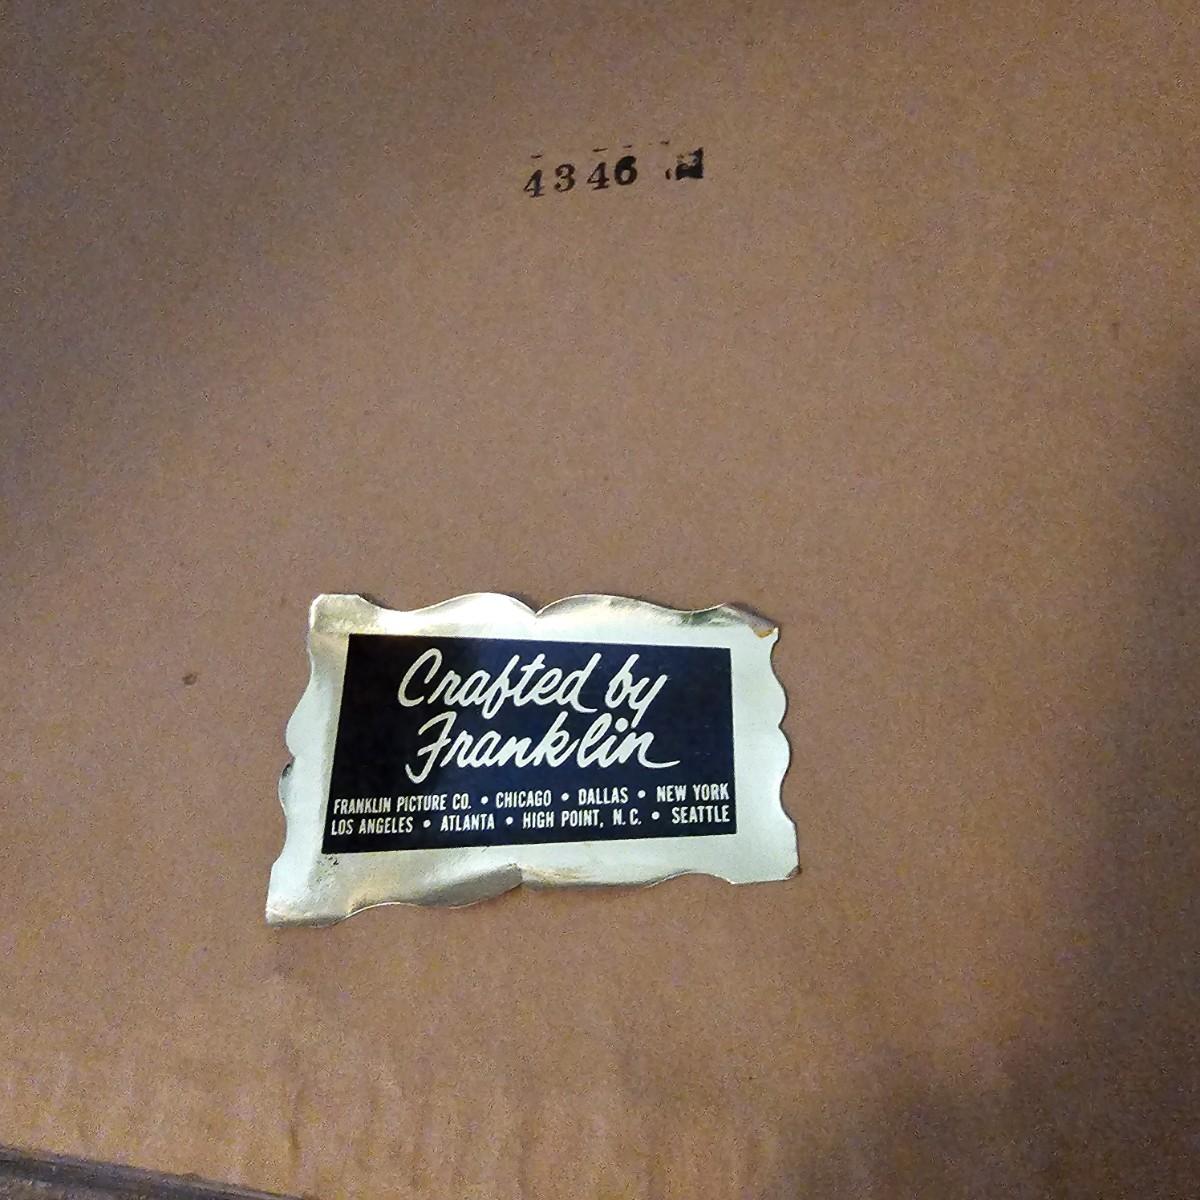 4346
Crafted by
Franklin
FRANKLIN PICTURE CO. • CHICAGO • DALLAS • NEW YORK
LOS ANGELES • ATLANTA • HIGH POINT, N.C. • SEATTLE